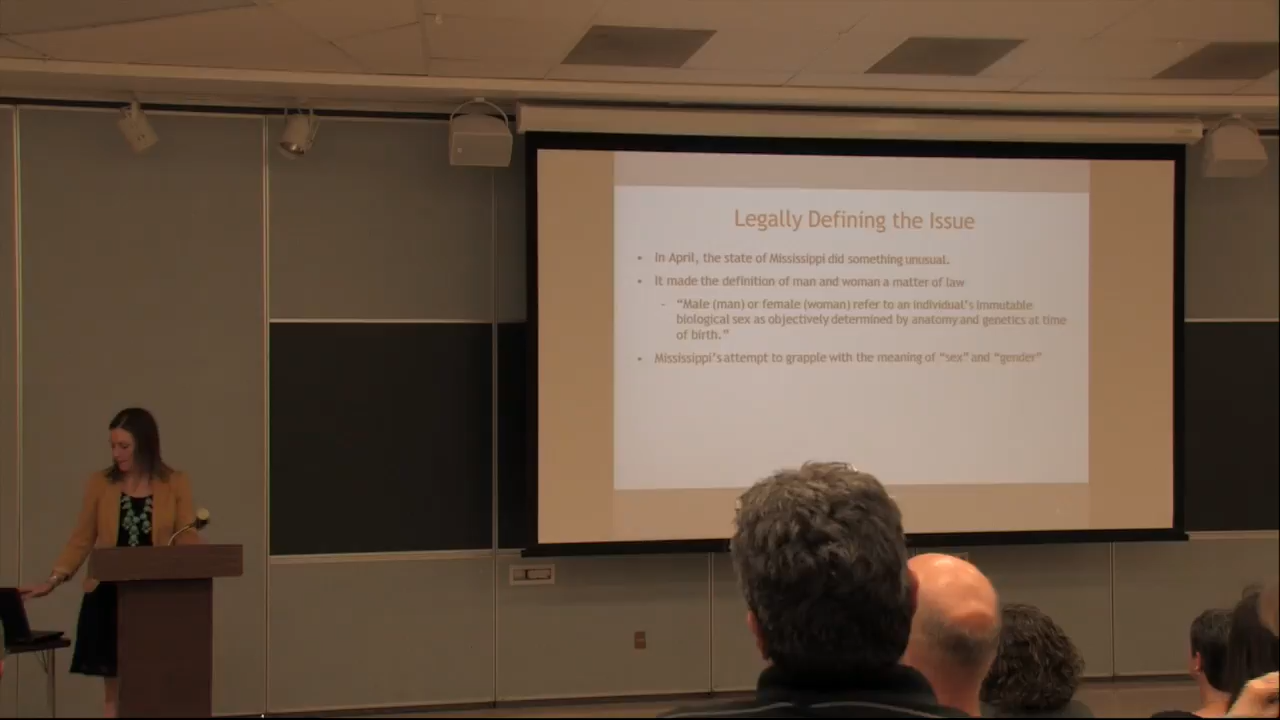 Legally Defining the Issue
• In April, the state of Mississippi did something unusual.
• It made the definition of man and woman a matter of law
– “Male (man) or female (woman) refer to an individual’s immutable
biological sex as objectively determined by anatomy and genetics at time
of birth.”
• Mississippi’s attempt to grapple with the meaning of “sex” and “gender”